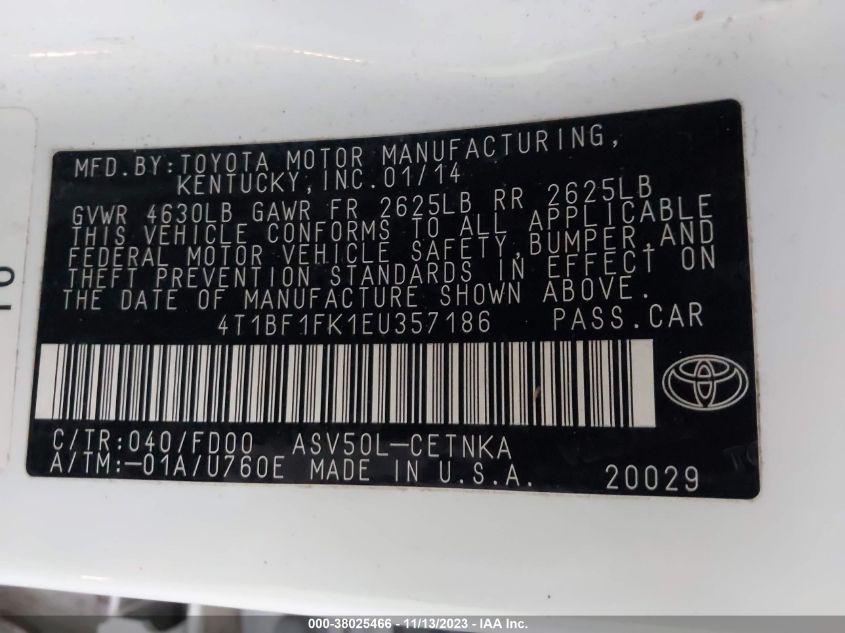 MFD.BY:TOYOTA MOTOR MANUFACTURING,
KENTUCKY,INC.01/14
GVWR 4630LB GAWR FR 2625LB RR 2625LB
THIS VEHICLE CONFORMS TO ALL APPLICABLE
FEDERAL MOTOR VEHICLE SAFETY,BUMPER,AND
THEFT PREVENTION STANDARDS IN EFFECT ON
THE DATE OF MANUFACTURE SHOWN ABOVE.
4T1BF1FK1EU357186 PASS.CAR
C/TR:040/FD00 ASV50L-CETNKA
A/TM:-01A/U760E MADE IN U.S.A. 20029
000-38025466 - 11/13/2023 - IAA Inc.